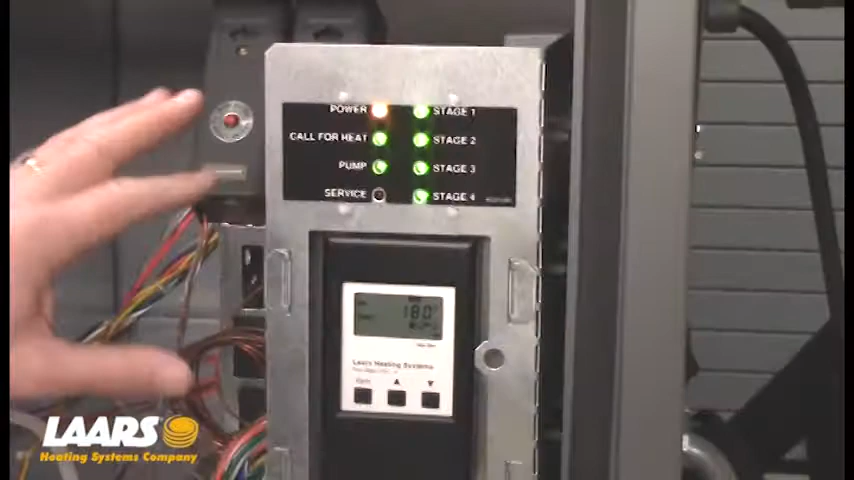 POWER STAGE 1
CALL FOR HEAT STAGE 2
PUMP STAGE 3
SERVICE STAGE 4
180°
Laars Heating Systems
Item
LAARS
Heating Systems Company